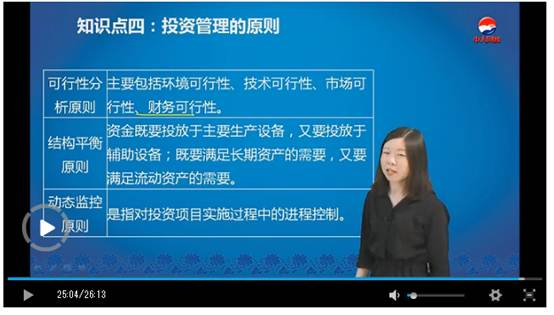 知识点四：投资管理的原则
可行性分
析原则
主要包括环境可行性、技术可行性、市场可
行性、财务可行性。
结构平衡
原则
资金既要投放于主要生产设备，又要投放于
辅助设备；既要满足长期资产的需要，又要
满足流动资产的需要。
动态监控
原则
是指对投资项目实施过程中的进程控制。
25:04/26:13